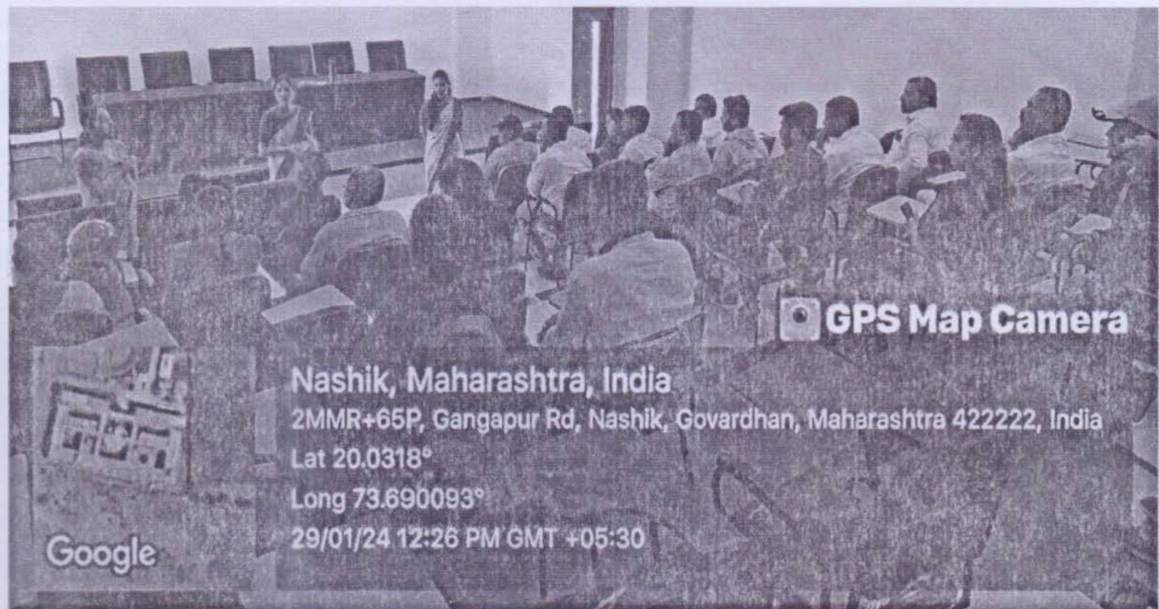 GPS Map Camera
Nashik, Maharashtra, India
2MMR+65P, Gangapur Rd, Nashik, Govardhan, Maharashtra 422222, India
Lat 20.0318°
Long 73.690093°
29/01/24 12:26 PM GMT +05:30
Google